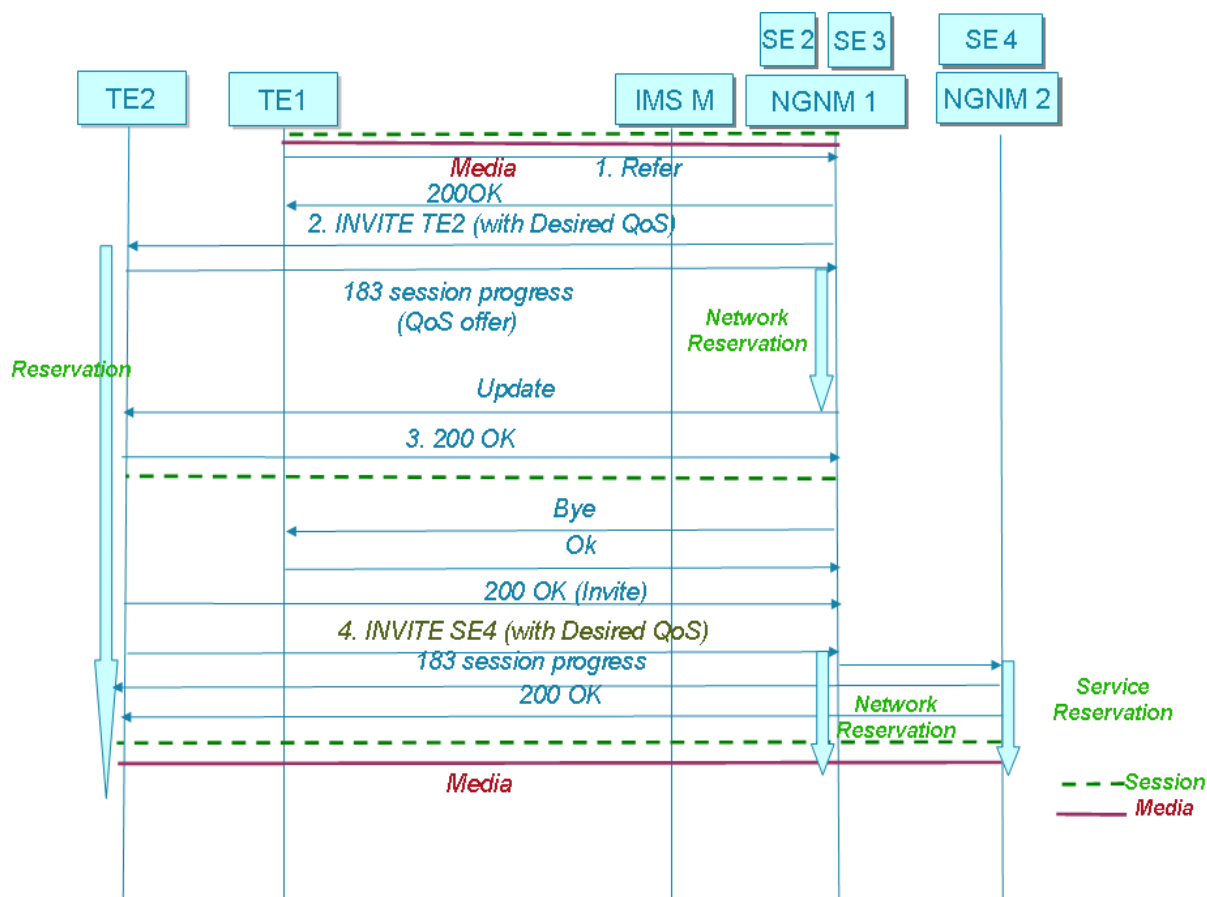 SE 2
SE 3
SE 4
TE2
TE1
IMS M
NGNM 1
NGNM 2
Media
1. Refer
200OK
2. INVITE TE2 (with Desired QoS)
183 session progress
(QoS offer)
Network
Reservation
Reservation
Update
3. 200 OK
Bye
Ok
200 OK (Invite)
4. INVITE SE4 (with Desired QoS)
183 session progress
200 OK
Service
Reservation
Network
Reservation
Media
Session
Media